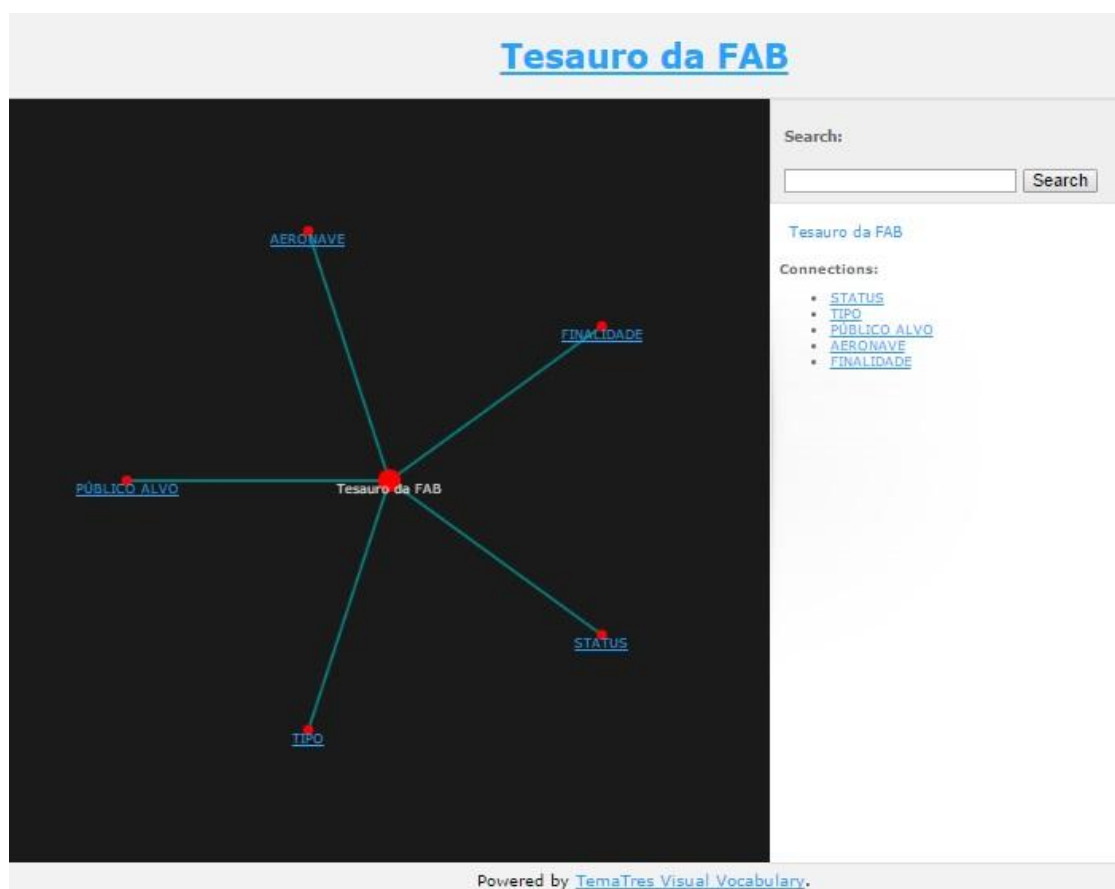 Tesauro da FAB
Search:
Search
Tesauro da FAB
Connections:
STATUS
TIPO
PÚBLICO ALVO
AERONAVE
FINALIDADE
AERONAVE
FINALIDADE
PÚBLICO ALVO
Tesauro da FAB
STATUS
TIPO
Powered by TemaTres Visual Vocabulary.